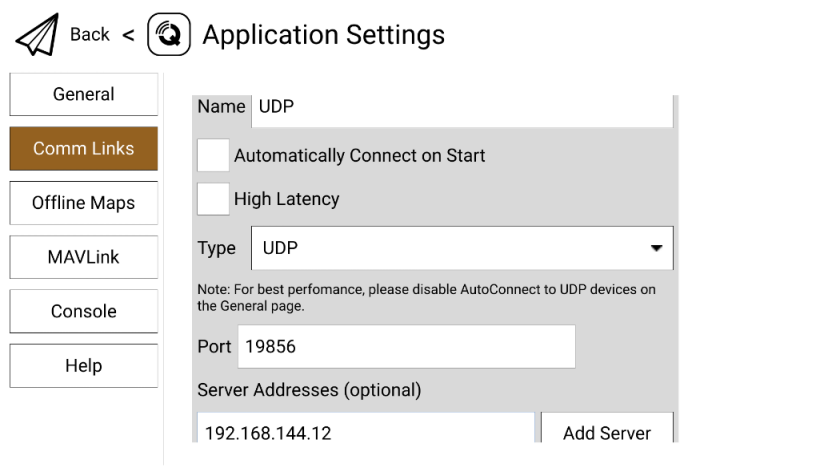 Back < Application Settings
General
Comm Links
Offline Maps
MAVLink
Console
Help
Name UDP
Automatically Connect on Start
High Latency
Type UDP
Note: For best perfomance, please disable AutoConnect to UDP devices on
the General page.
Port 19856
Server Addresses (optional)
192.168.144.12 Add Server